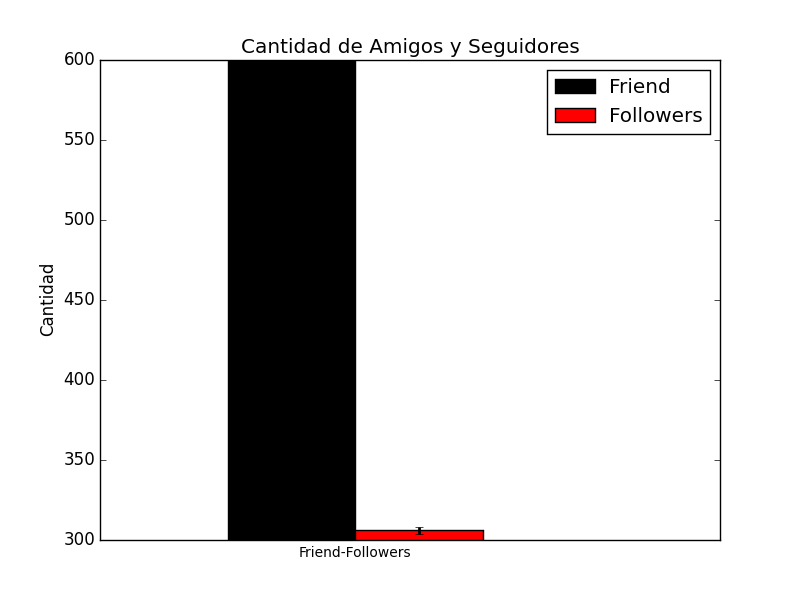 Cantidad de Amigos y Seguidores
600
550
500
450
400
350
300
Cantidad
Friend
Followers
Friend-Followers